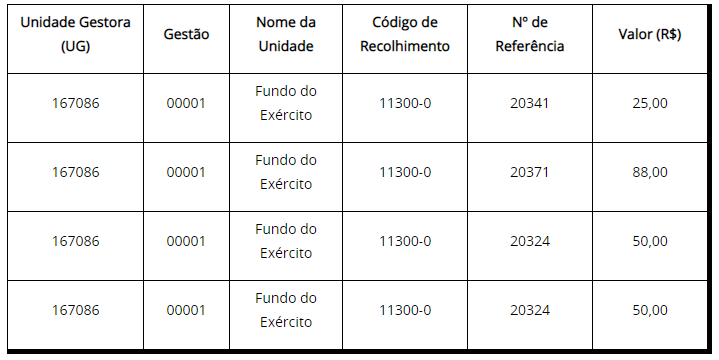 Unidade Gestora (UG) | Gestão | Nome da Unidade | Código de Recolhimento | Nº de Referência | Valor (R$)
167086 | 00001 | Fundo do Exército | 11300-0 | 20341 | 25,00
167086 | 00001 | Fundo do Exército | 11300-0 | 20371 | 88,00
167086 | 00001 | Fundo do Exército | 11300-0 | 20324 | 50,00
167086 | 00001 | Fundo do Exército | 11300-0 | 20324 | 50,00